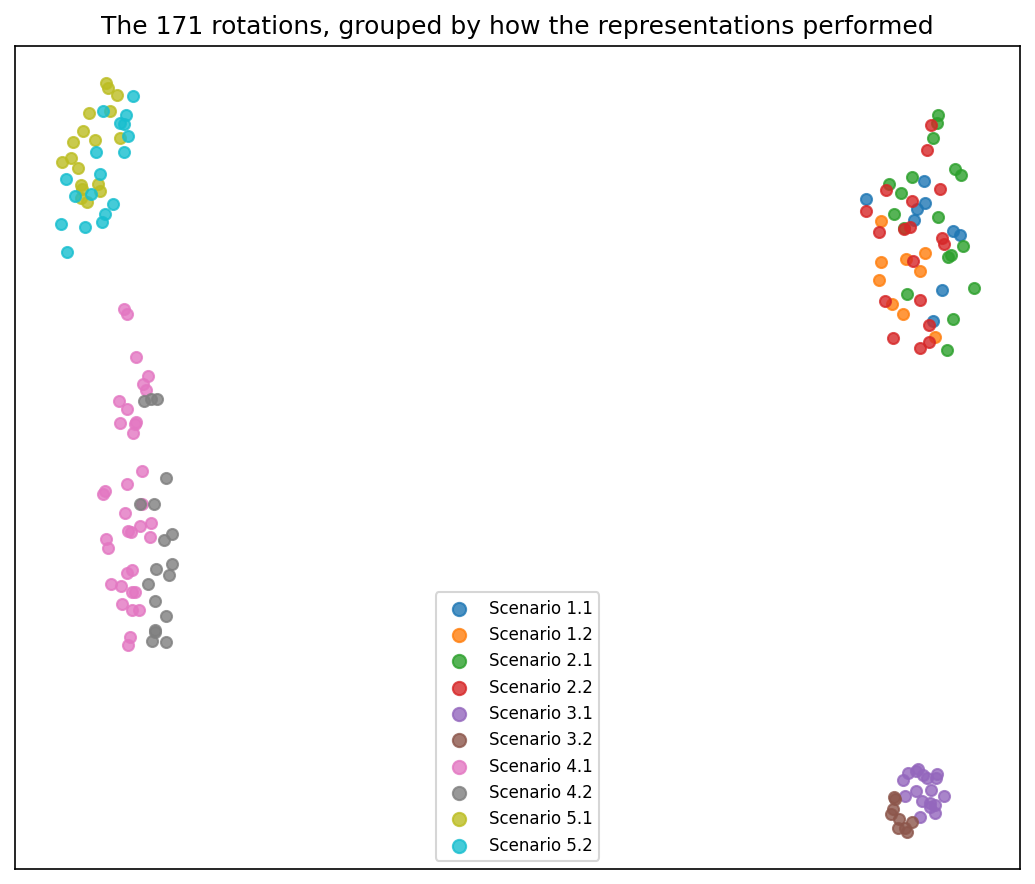 The 171 rotations, grouped by how the representations performed
Scenario 1.1
Scenario 1.2
Scenario 2.1
Scenario 2.2
Scenario 3.1
Scenario 3.2
Scenario 4.1
Scenario 4.2
Scenario 5.1
Scenario 5.2